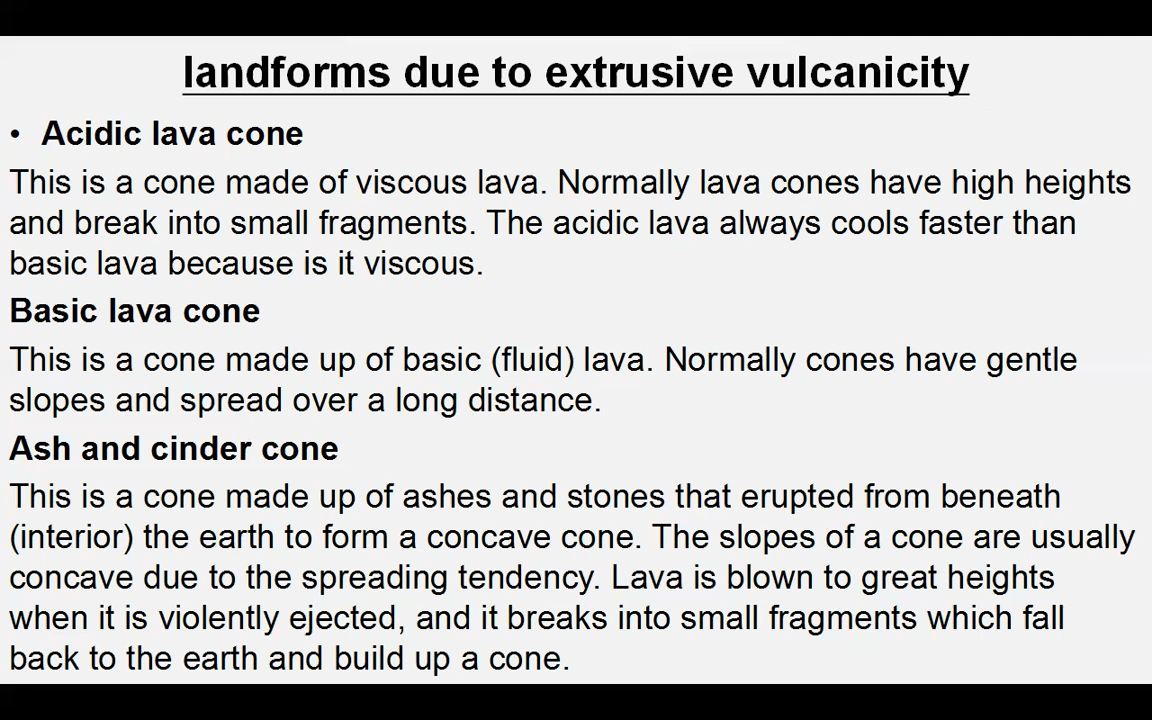 landforms due to extrusive vulcanicity
• Acidic lava cone
This is a cone made of viscous lava. Normally lava cones have high heights
and break into small fragments. The acidic lava always cools faster than
basic lava because is it viscous.
Basic lava cone
This is a cone made up of basic (fluid) lava. Normally cones have gentle
slopes and spread over a long distance.
Ash and cinder cone
This is a cone made up of ashes and stones that erupted from beneath
(interior) the earth to form a concave cone. The slopes of a cone are usually
concave due to the spreading tendency. Lava is blown to great heights
when it is violently ejected, and it breaks into small fragments which fall
back to the earth and build up a cone.